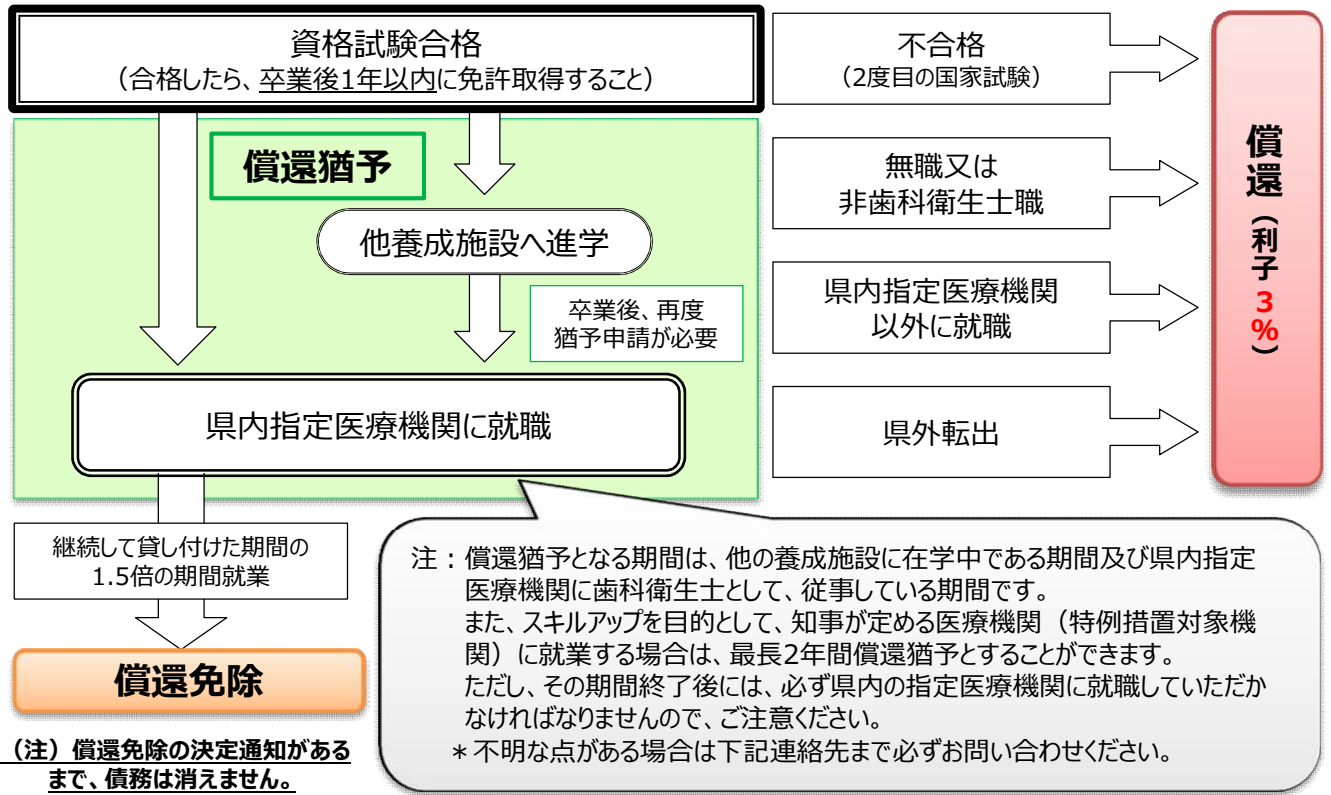 資格試験合格
（合格したら、卒業後1年以内に免許取得すること）
不合格
（2度目の国家試験）
償還猶予
他養成施設へ進学
卒業後、再度
猶予申請が必要
県内指定医療機関に就職
無職又は
非歯科衛生士職
県内指定医療機関
以外に就職
県外転出
償還（利子3％）
継続して貸し付けた期間の
1.5倍の期間就業
償還免除
（注）償還免除の決定通知がある
まで、債務は消えません。
注：償還猶予となる期間は、他の養成施設に在学中である期間及び県内指定
医療機関に歯科衛生士として、従事している期間です。
また、スキルアップを目的として、知事が定める医療機関（特例措置対象機
関）に就業する場合は、最長2年間償還猶予とすることができます。
ただし、その期間終了後には、必ず県内の指定医療機関に就職していただか
なければなりませんので、ご注意ください。
＊不明な点がある場合は下記連絡先まで必ずお問い合わせください。